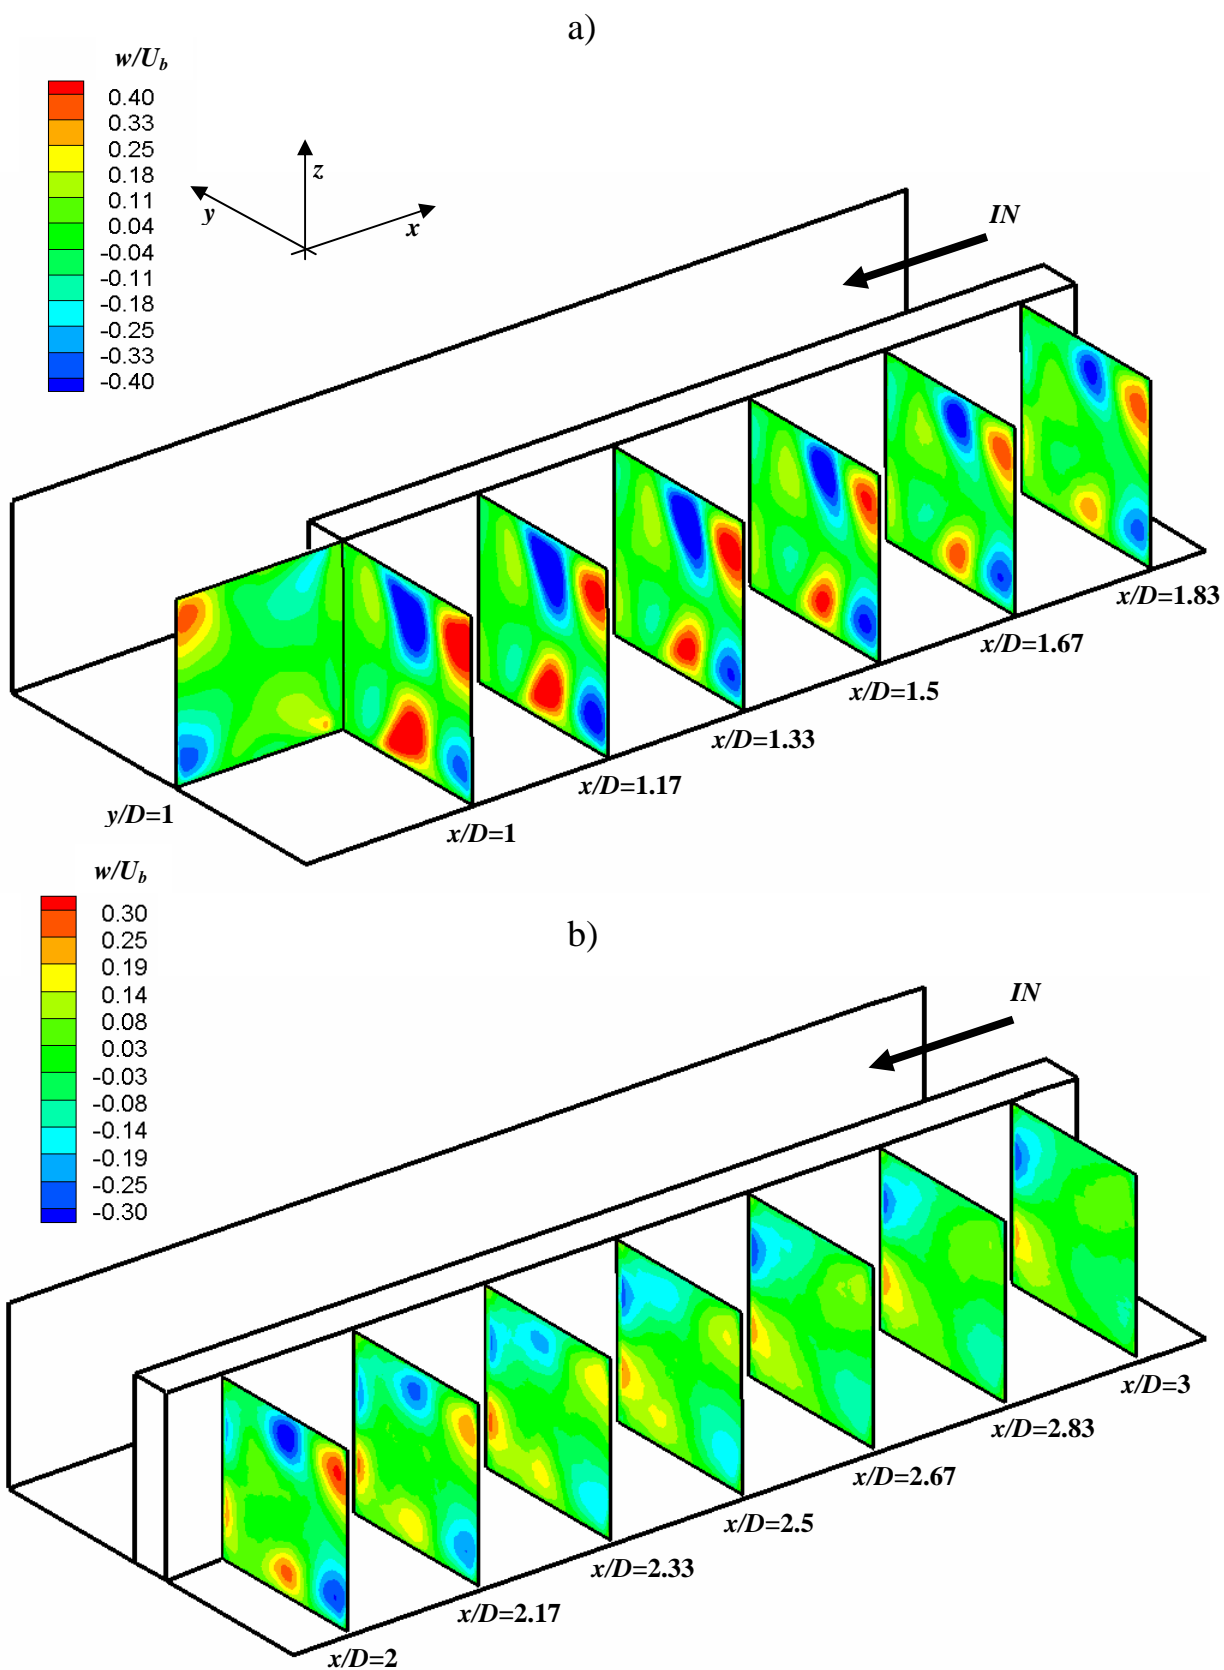 a)
w/U_b
0.40
0.33
0.25
0.18
0.11
0.04
-0.04
-0.11
-0.18
-0.25
-0.33
-0.40
z
y
x
IN
x/D=1.83
x/D=1.67
x/D=1.5
x/D=1.33
x/D=1.17
x/D=1
y/D=1
w/U_b
0.30
0.25
0.19
0.14
0.08
0.03
-0.03
-0.08
-0.14
-0.19
-0.25
-0.30
b)
IN
x/D=3
x/D=2.83
x/D=2.67
x/D=2.5
x/D=2.33
x/D=2.17
x/D=2